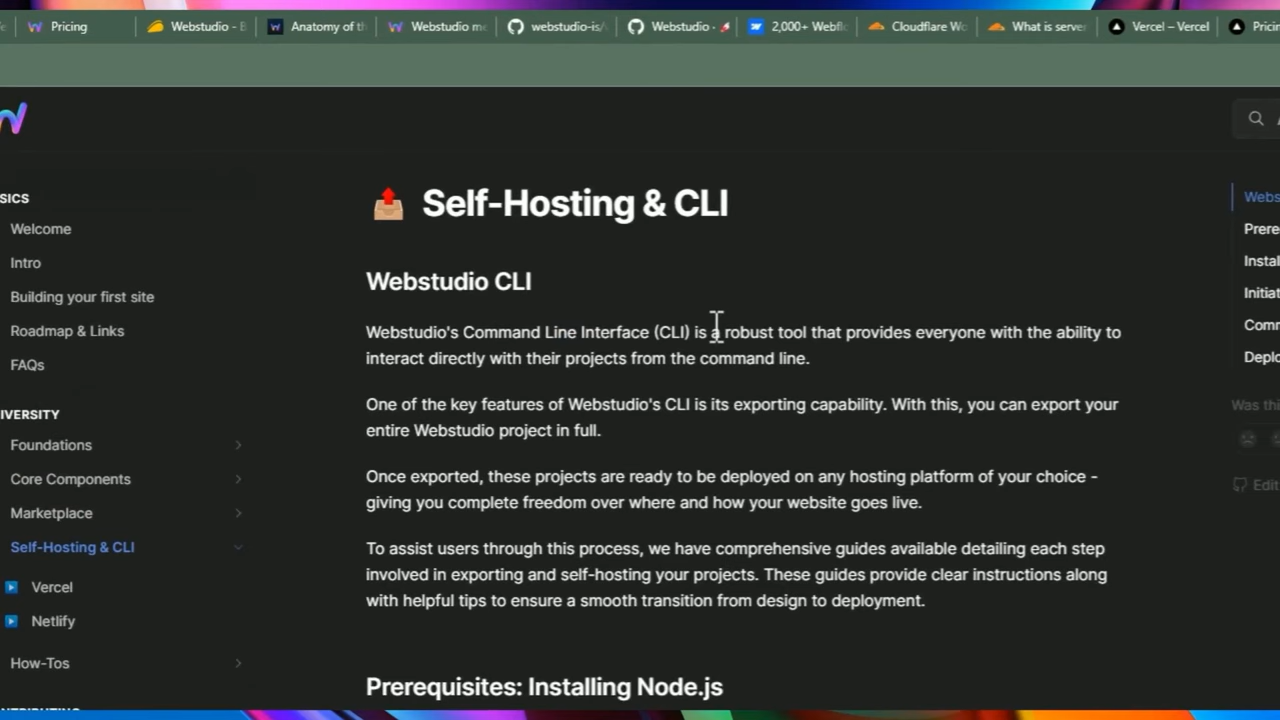 Pricing
Webstudio - B
Anatomy of th
Webstudio me
webstudio-is/
Webstudio -
2,000+ Webfl
Cloudflare Wo
What is serve
Vercel – Vercel
Pricin
SICS
Welcome
Intro
Building your first site
Roadmap & Links
FAQs
IVERSITY
Foundations
Core Components
Marketplace
Self-Hosting & CLI
Vercel
Netlify
How-Tos
Self-Hosting & CLI
Webstudio CLI
Webstudio's Command Line Interface (CLI) is a robust tool that provides everyone with the ability to
interact directly with their projects from the command line.
One of the key features of Webstudio's CLI is its exporting capability. With this, you can export your
entire Webstudio project in full.
Once exported, these projects are ready to be deployed on any hosting platform of your choice -
giving you complete freedom over where and how your website goes live.
To assist users through this process, we have comprehensive guides available detailing each step
involved in exporting and self-hosting your projects. These guides provide clear instructions along
with helpful tips to ensure a smooth transition from design to deployment.
Prerequisites: Installing Node.js
Webs
Prere
Instal
Initiat
Comr
Deplo
Was thi
Edit